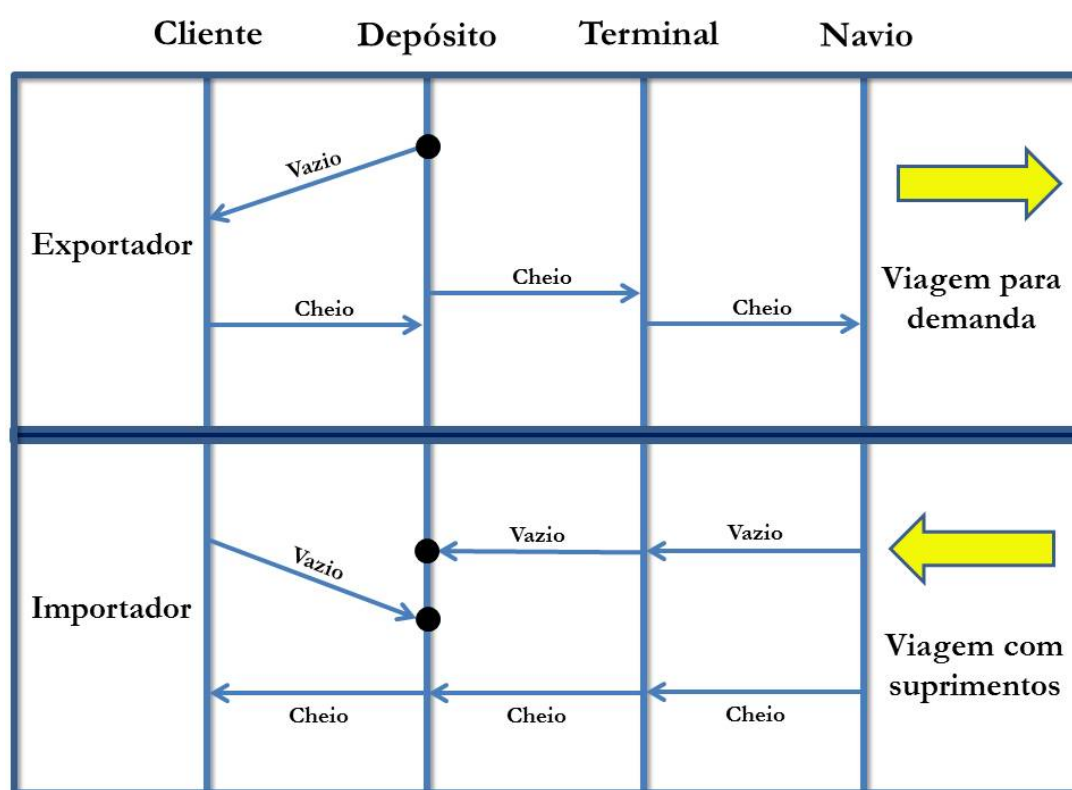 Cliente
Depósito
Terminal
Navio
Vazio
Exportador
Cheio
Cheio
Cheio
Viagem para
demanda
Vazio
Vazio
Vazio
Importador
Viagem com
suprimentos
Cheio
Cheio
Cheio